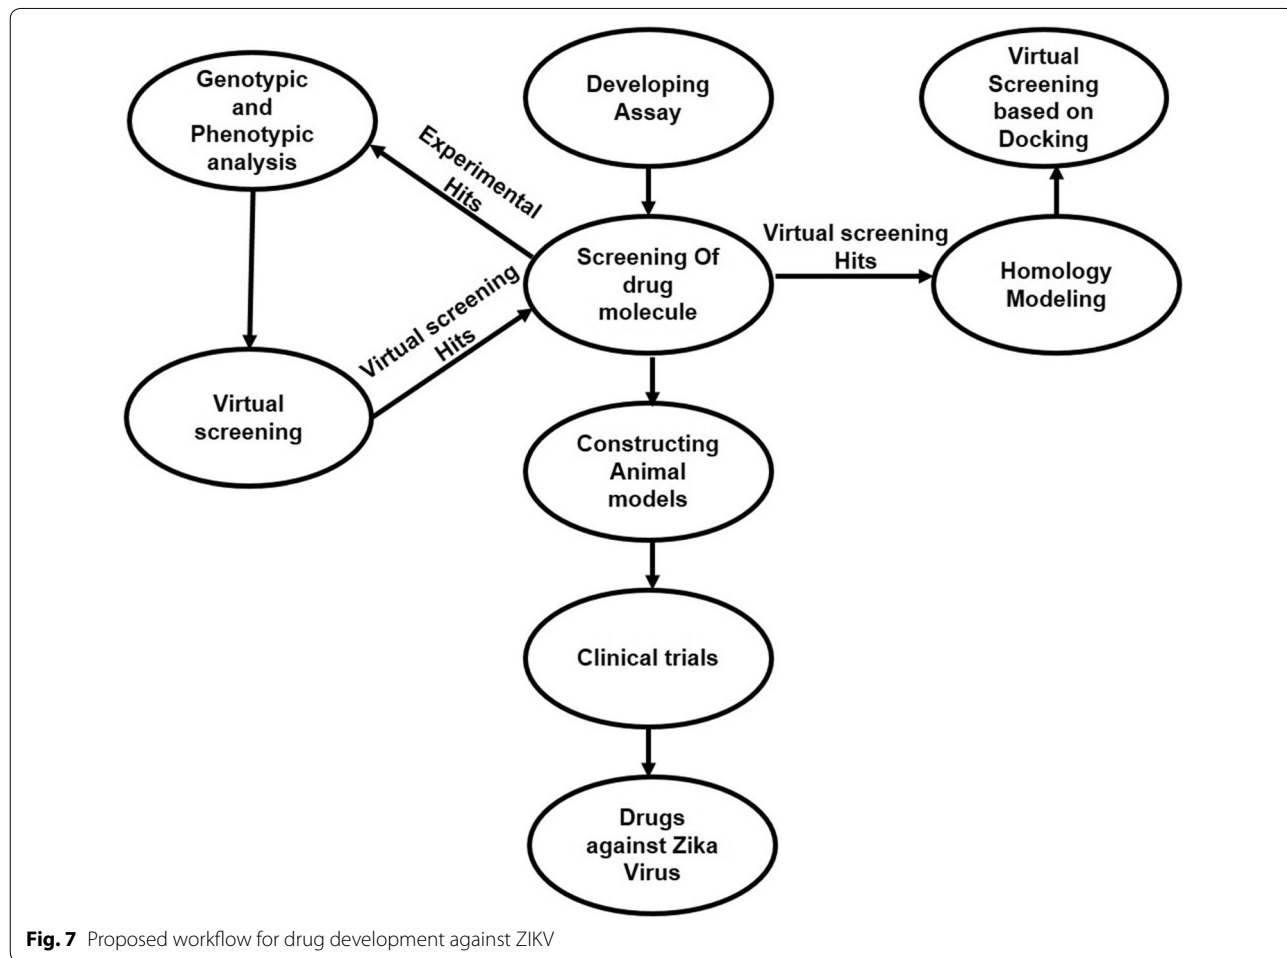 Genotypic
and
Phenotypic
analysis
Developing
Assay
Virtual
Screening
based on
Docking
Experimental
Hits
Screening Of
drug
molecule
Virtual screening
Hits
Homology
Modeling
Virtual screening
Hits
Virtual
screening
Constructing
Animal
models
Clinical trials
Drugs
against Zika
Virus
Fig. 7 Proposed workflow for drug development against ZIKV